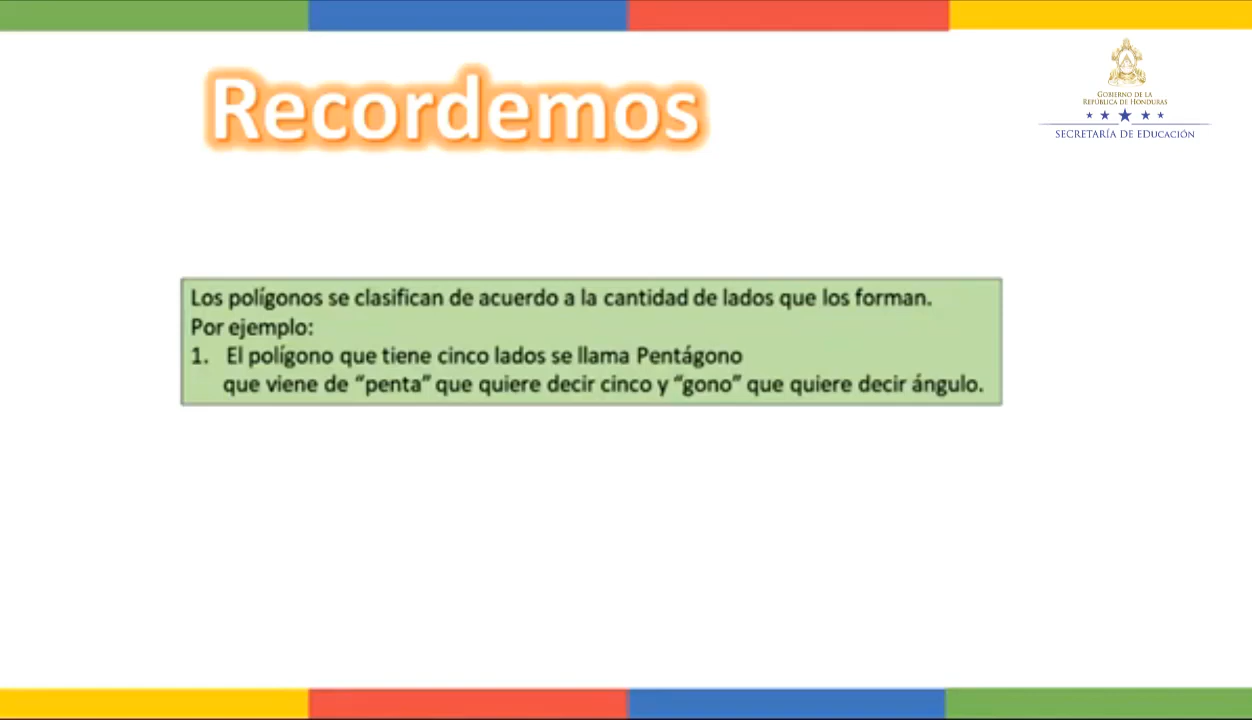 Recordemos
GOBIERNO DE LA
REPÚBLICA DE HONDURAS
SECRETARÍA DE EDUCACIÓN
Los polígonos se clasifican de acuerdo a la cantidad de lados que los forman.
Por ejemplo:
1. El polígono que tiene cinco lados se llama Pentágono
que viene de “penta” que quiere decir cinco y “gono” que quiere decir ángulo.